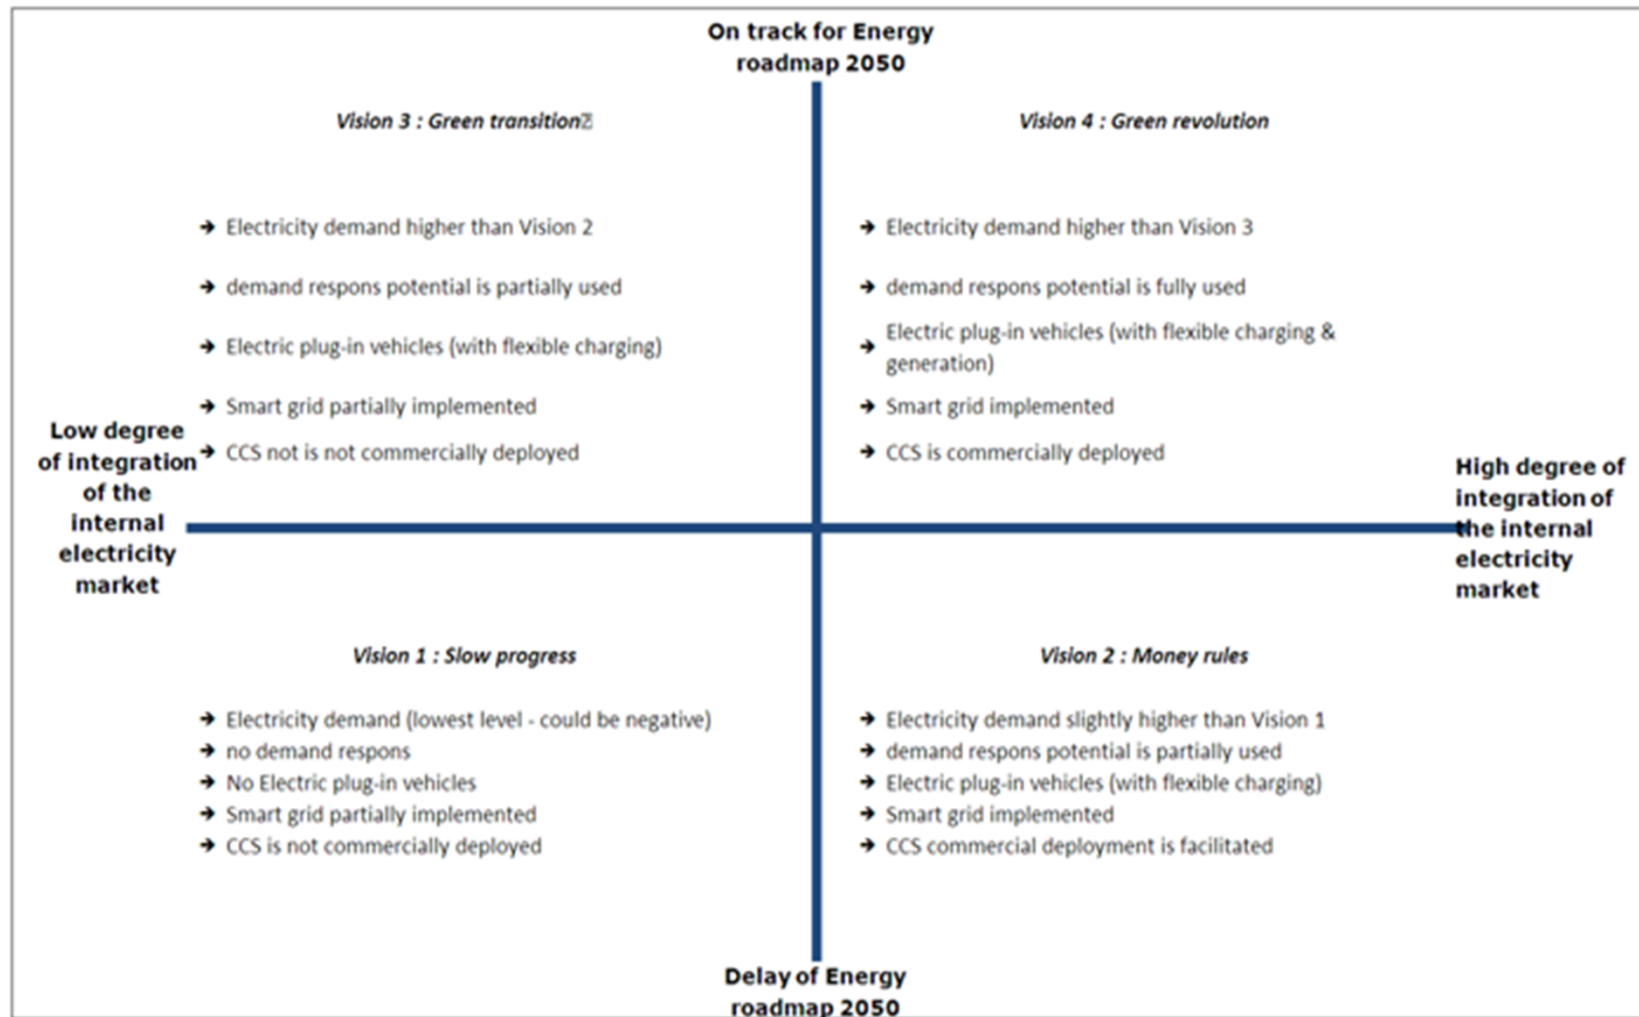 On track for Energy
roadmap 2050
Vision 3 : Green transition
Vision 4 : Green revolution
➔ Electricity demand higher than Vision 2
➔ demand respons potential is partially used
➔ Electric plug-in vehicles (with flexible charging)
➔ Smart grid partially implemented
➔ CCS not is not commercially deployed
➔ Electricity demand higher than Vision 3
➔ demand respons potential is fully used
➔ Electric plug-in vehicles (with flexible charging &
generation)
➔ Smart grid implemented
➔ CCS is commercially deployed
Low degree
of integration
of the
internal
electricity
market
High degree of
integration of
the internal
electricity
market
Vision 1 : Slow progress
Vision 2 : Money rules
➔ Electricity demand (lowest level - could be negative)
➔ no demand respons
➔ No Electric plug-in vehicles
➔ Smart grid partially implemented
➔ CCS is not commercially deployed
➔ Electricity demand slightly higher than Vision 1
➔ demand respons potential is partially used
➔ Electric plug-in vehicles (with flexible charging)
➔ Smart grid implemented
➔ CCS commercial deployment is facilitated
Delay of Energy
roadmap 2050